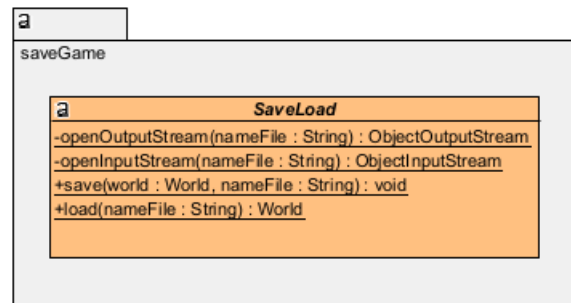 a
saveGame
a
SaveLoad
-openOutputStream(nameFile : String) : ObjectOutputStream
-openInputStream(nameFile : String) : ObjectInputStream
+save(world : World, nameFile : String) : void
+load(nameFile : String) : World